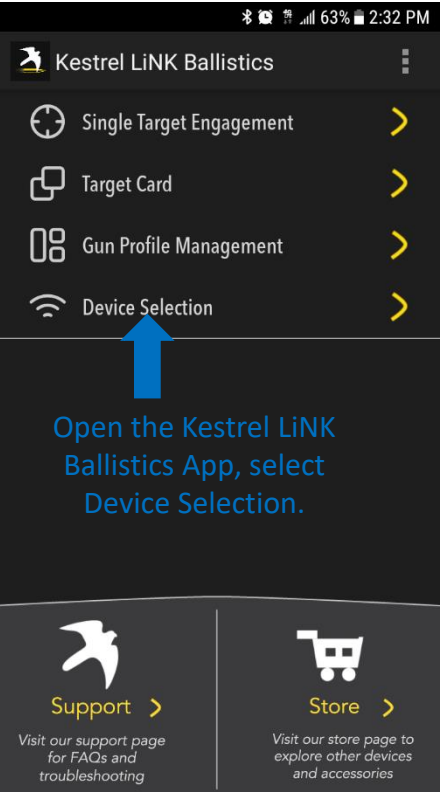 63% 2:32 PM
Kestrel LiNK Ballistics
Single Target Engagement
Target Card
Gun Profile Management
Device Selection
Open the Kestrel LiNK
Ballistics App, select
Device Selection.
Support
Visit our support page
for FAQs and
troubleshooting
Store
Visit our store page to
explore other devices
and accessories